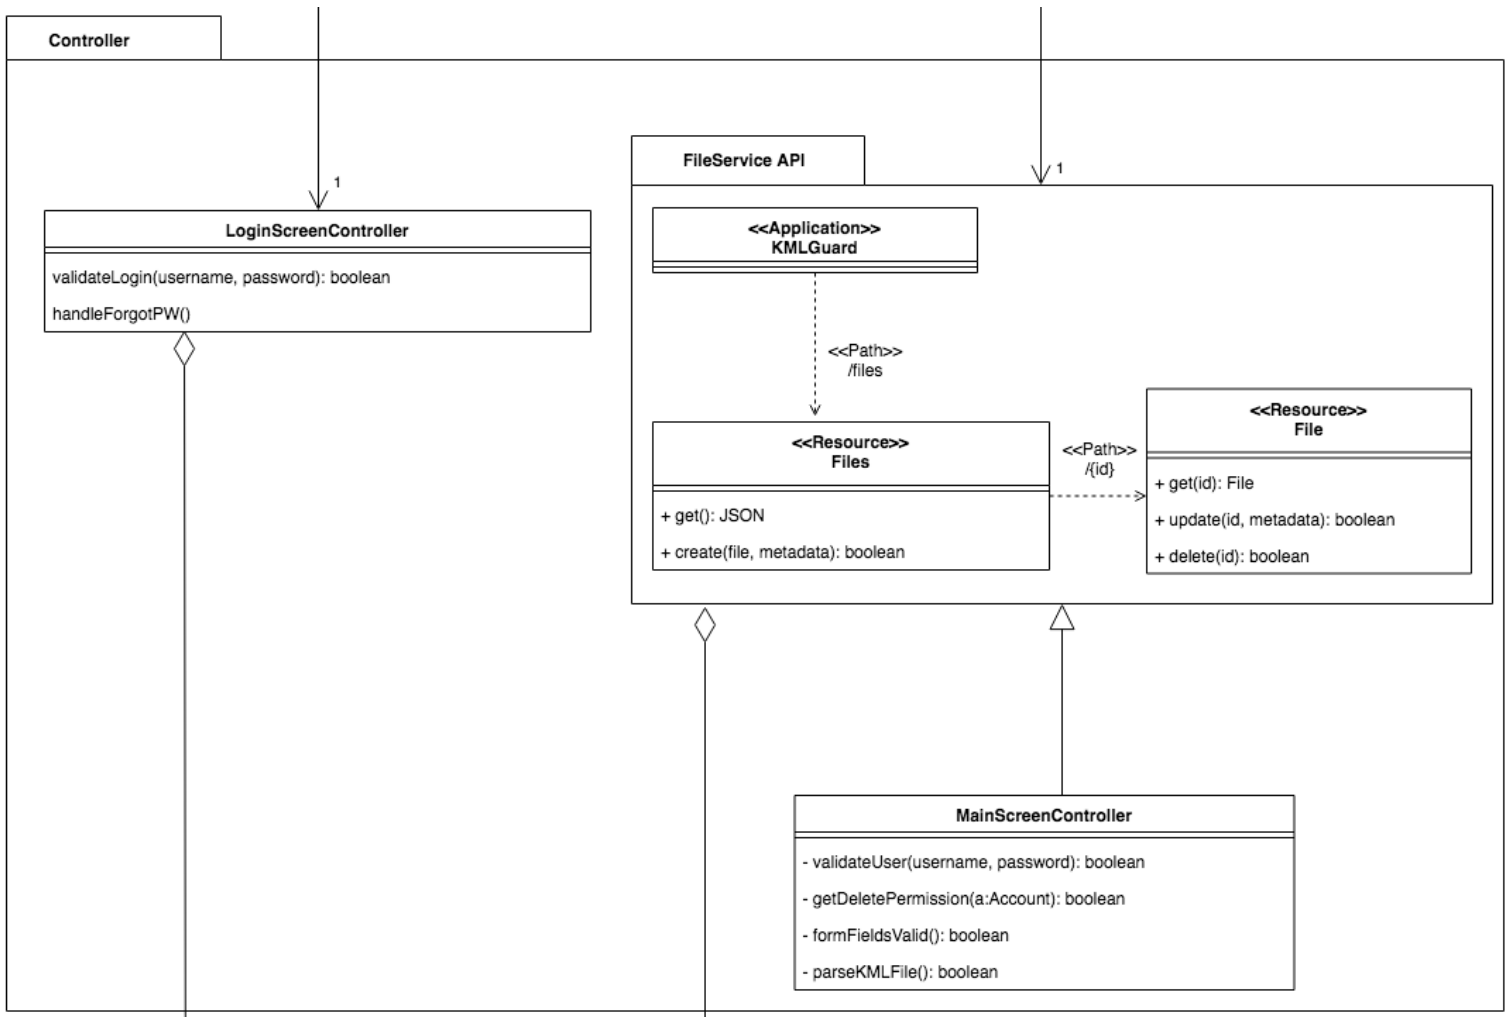 Controller
1
LoginScreenController
validateLogin(username, password): boolean
handleForgotPW()
FileService API
1
<<Application>>
KMLGuard
<<Path>>
/files
<<Resource>>
Files
+ get(): JSON
+ create(file, metadata): boolean
<<Path>>
/{id}
<<Resource>>
File
+ get(id): File
+ update(id, metadata): boolean
+ delete(id): boolean
MainScreenController
- validateUser(username, password): boolean
- getDeletePermission(a:Account): boolean
- formFieldsValid(): boolean
- parseKMLFile(): boolean